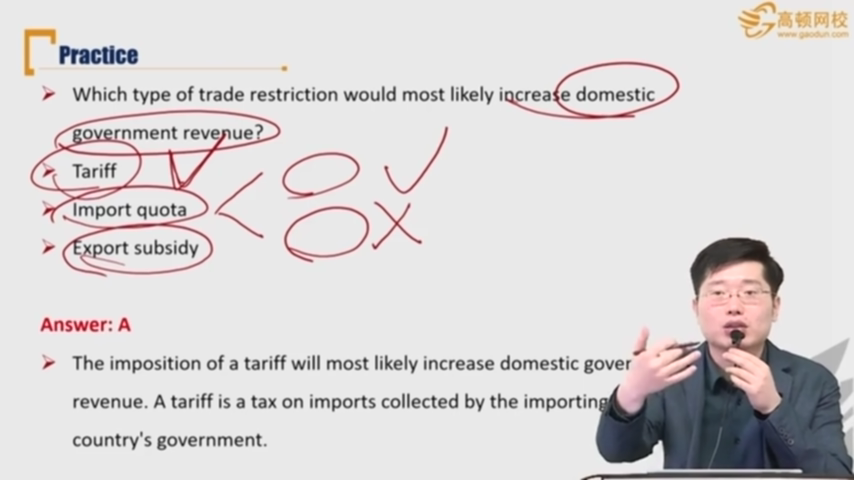 高顿网校
www.gaodun.com
Practice
Which type of trade restriction would most likely increase domestic
government revenue?
Tariff
Import quota
Export subsidy
Answer: A
The imposition of a tariff will most likely increase domestic gover
revenue. A tariff is a tax on imports collected by the importing
country's government.